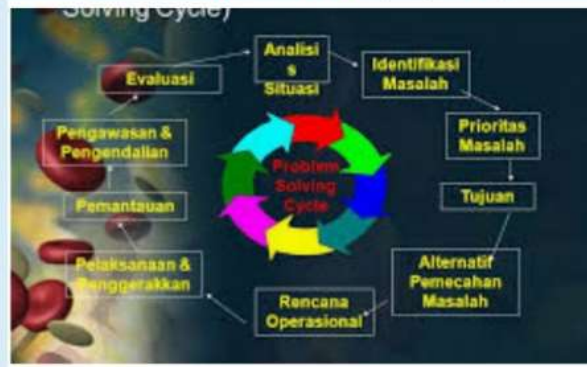 Solving Cycle)
Analisi
s
Situasi
Identifikasi
Masalah
Prioritas
Masalah
Tujuan
Alternatif
Pemecahan
Masalah
Rencana
Operasional
Pelaksanaan &
Penggerakkan
Pemantauan
Pengawasan &
Pengendalian
Evaluasi
Problem
Solving
Cycle